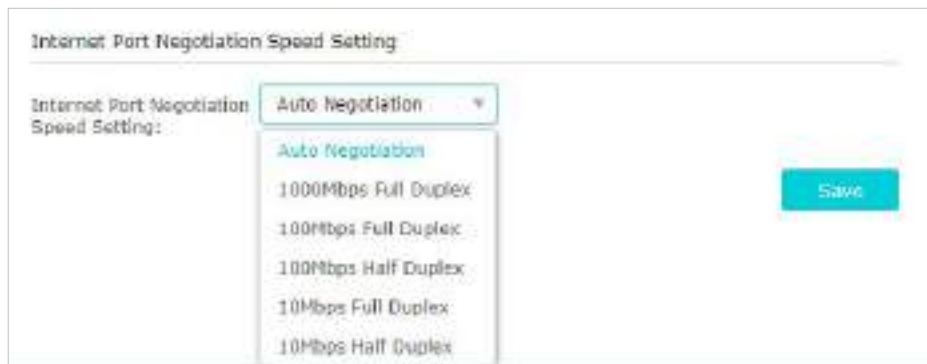 Internet Port Negotiation Speed Setting
Internet Port Negotiation
Speed Setting:
Auto Negotiation
Auto Negotiation
1000Mbps Full Duplex
100Mbps Full Duplex
100Mbps Half Duplex
10Mbps Full Duplex
10Mbps Half Duplex
Save